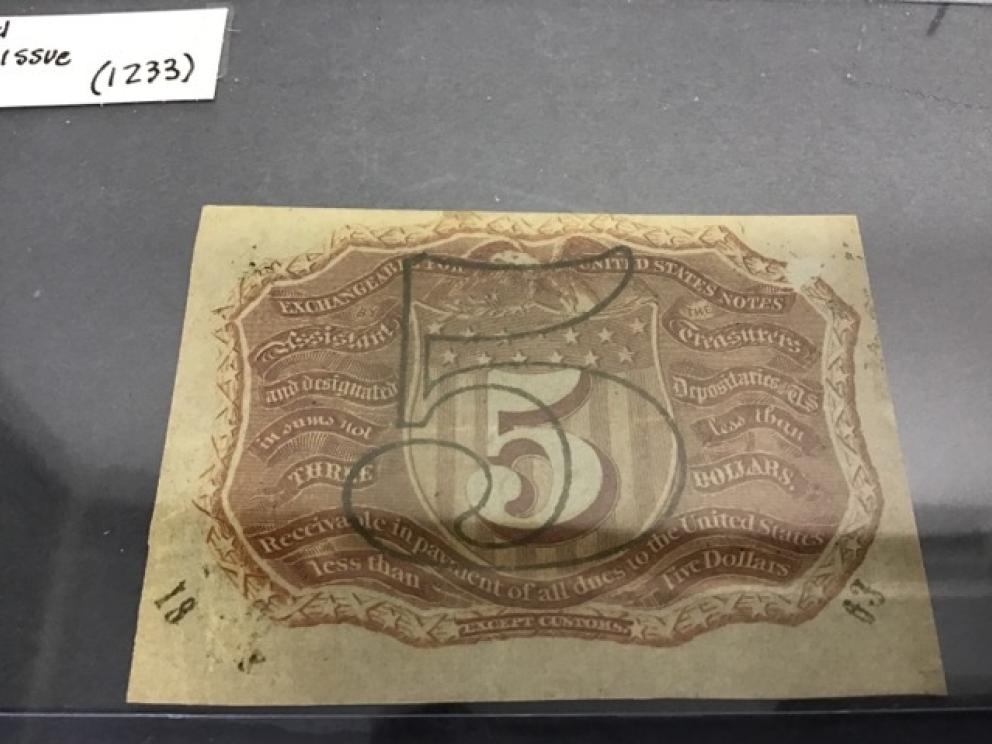 ISSUE (1233)
EXCHANGEABLE FOR UNITED STATES NOTES
BY THE
Assistant Treasurers
and designated Depositaries of U.S
in sums not less than
THREE DOLLARS.
Receivable in payment of all dues to the United States
less than Five Dollars
EXCEPT CUSTOMS.
5
5
18 63